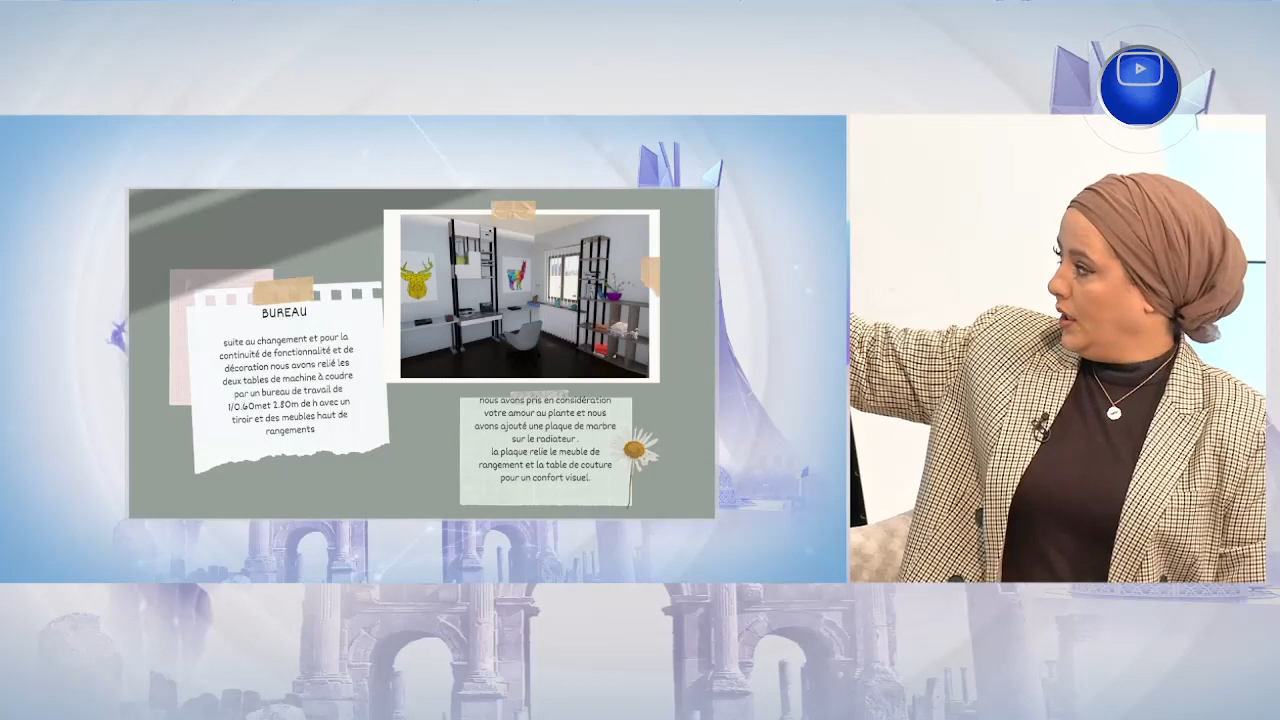 BUREAU
suite au changement et pour la
continuité de fonctionnalité et de
décoration nous avons relié les
deux tables de machine à coudre
par un bureau de travail de
1/0.60met 2.80m de h avec un
tiroir et des meubles haut de
rangements
nous avons pris en considération
votre amour au plante et nous
avons ajouté une plaque de marbre
sur le radiateur.
la plaque relie le meuble de
rangement et la table de couture
pour un confort visuel.